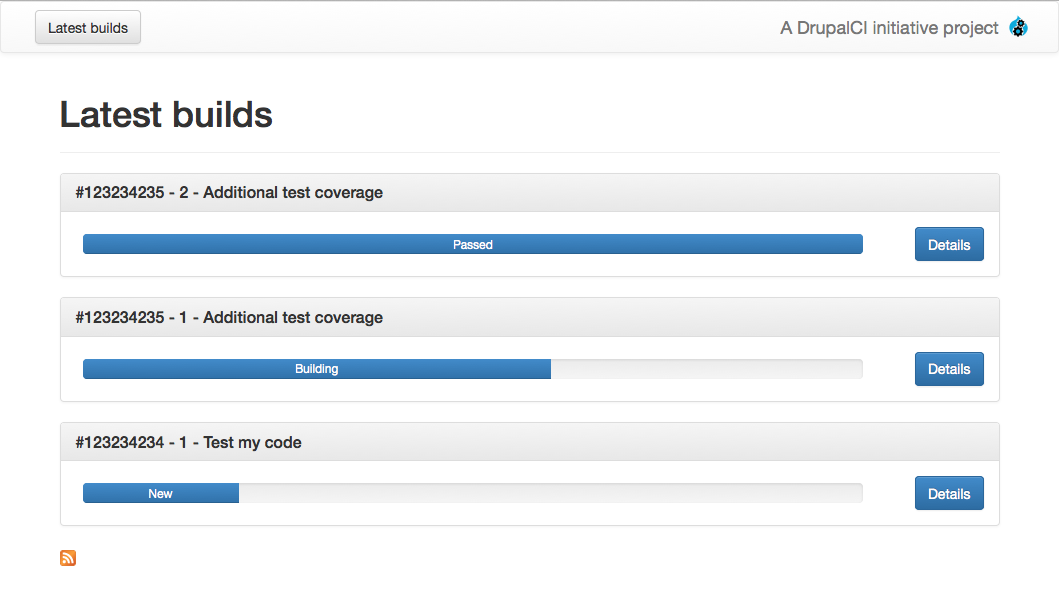 Latest builds
A DrupalCI initiative project
Latest builds
#123234235 - 2 - Additional test coverage
Passed
Details
#123234235 - 1 - Additional test coverage
Building
Details
#123234234 - 1 - Test my code
New
Details